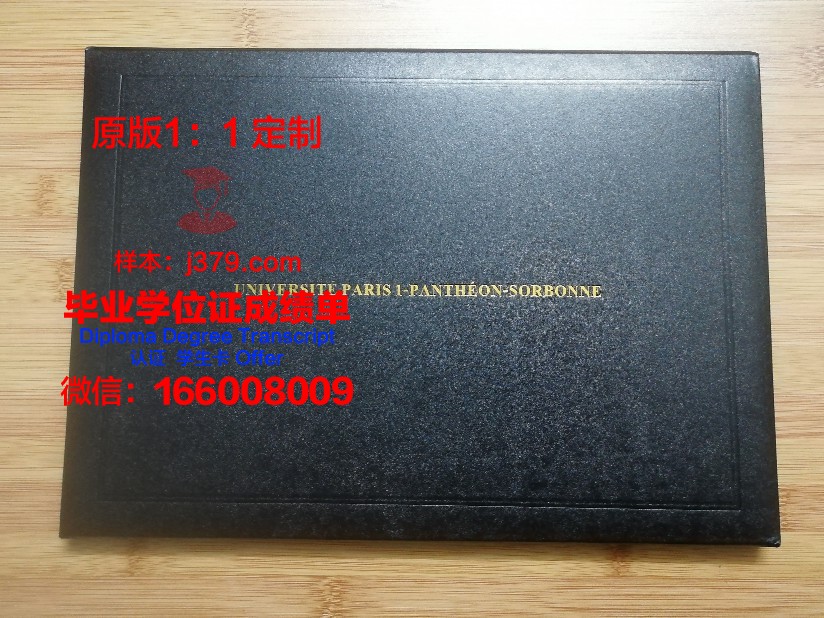 原版1：1 定制
样本：j379.com
UNIVERSITE PARIS 1-PANTHÉON-SORBONNE
毕业学位证成绩单
Diploma Degree Transcript
认证 学生卡 Offer
微信：166008009